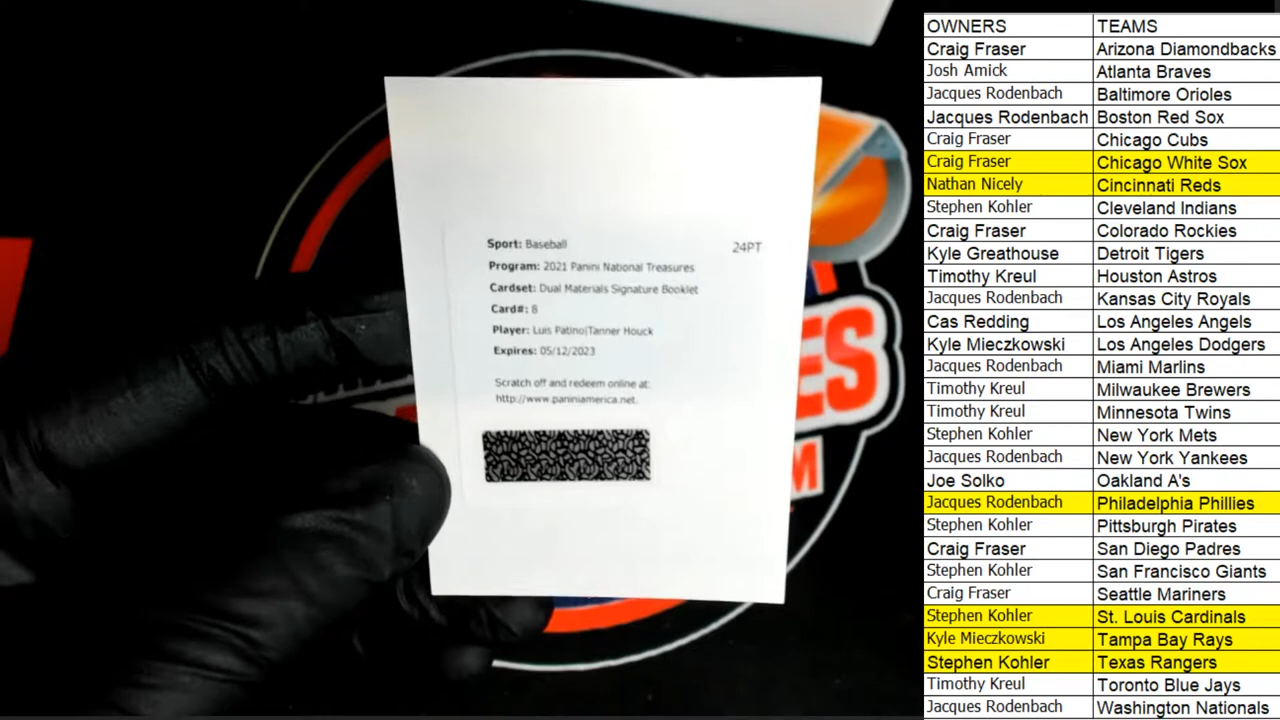 Sport: Baseball
24PT
Program: 2021 Panini National Treasures
Cardset: Dual Materials Signature Booklet
Card#: 8
Player: Luis Patino|Tanner Houck
Expires: 05/12/2023
Scratch off and redeem online at:
http://www.paniniamerica.net.
ES
M
OWNERS TEAMS
Craig Fraser Arizona Diamondbacks
Josh Amick Atlanta Braves
Jacques Rodenbach Baltimore Orioles
Jacques Rodenbach Boston Red Sox
Craig Fraser Chicago Cubs
Craig Fraser Chicago White Sox
Nathan Nicely Cincinnati Reds
Stephen Kohler Cleveland Indians
Craig Fraser Colorado Rockies
Kyle Greathouse Detroit Tigers
Timothy Kreul Houston Astros
Jacques Rodenbach Kansas City Royals
Cas Redding Los Angeles Angels
Kyle Mieczkowski Los Angeles Dodgers
Jacques Rodenbach Miami Marlins
Timothy Kreul Milwaukee Brewers
Timothy Kreul Minnesota Twins
Stephen Kohler New York Mets
Jacques Rodenbach New York Yankees
Joe Solko Oakland A's
Jacques Rodenbach Philadelphia Phillies
Stephen Kohler Pittsburgh Pirates
Craig Fraser San Diego Padres
Stephen Kohler San Francisco Giants
Craig Fraser Seattle Mariners
Stephen Kohler St. Louis Cardinals
Kyle Mieczkowski Tampa Bay Rays
Stephen Kohler Texas Rangers
Timothy Kreul Toronto Blue Jays
Jacques Rodenbach Washington Nationals